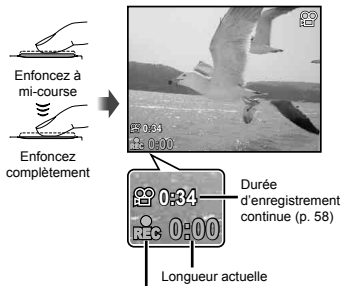 Enfoncez à
mi-course
Enfoncez
complètement
0:34
REC 0:00
0:34
REC 0:00
Durée
d'enregistrement
continue (p. 58)
Longueur actuelle